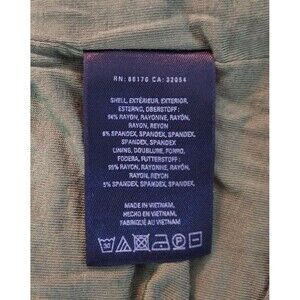 RN: 88170 CA: 32054
SHELL, EXTÉRIEUR, EXTERIOR,
ESTERNO, OBERSTOFF:
94% RAYON, RAYONNE, RAYÓN,
RAYON, REYON
6% SPANDEX, SPANDEX, SPANDEX,
SPANDEX, SPANDEX
LINING, DOUBLURE, FORRO,
FODERA, FUTTERSTOFF:
95% RAYON, RAYONNE, RAYÓN,
RAYON, REYON
5% SPANDEX, SPANDEX, SPANDEX,
MADE IN VIETNAM,
HECHO EN VIETNAM,
FABRIQUÉ AU VIETNAM
30 P